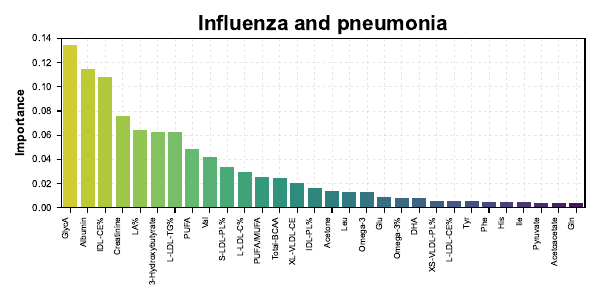 Influenza and pneumonia
Importance
0.14
0.12
0.10
0.08
0.06
0.04
0.02
0.00
GlycA
Albumin
IDL-CE%
Creatinine
LA%
3-Hydroxybutyrate
L-LDL-TG%
PUFA
Val
S-LDL-PL%
L-LDL-C%
PUFA/MUFA
Total-BCAA
XL-VLDL-CE
IDL-PL%
Acetone
Leu
Omega-3
Glu
Omega-3%
DHA
XS-VLDL-PL%
L-LDL-CE%
Tyr
Phe
His
Ile
Pyruvate
Acetoacetate
Gln